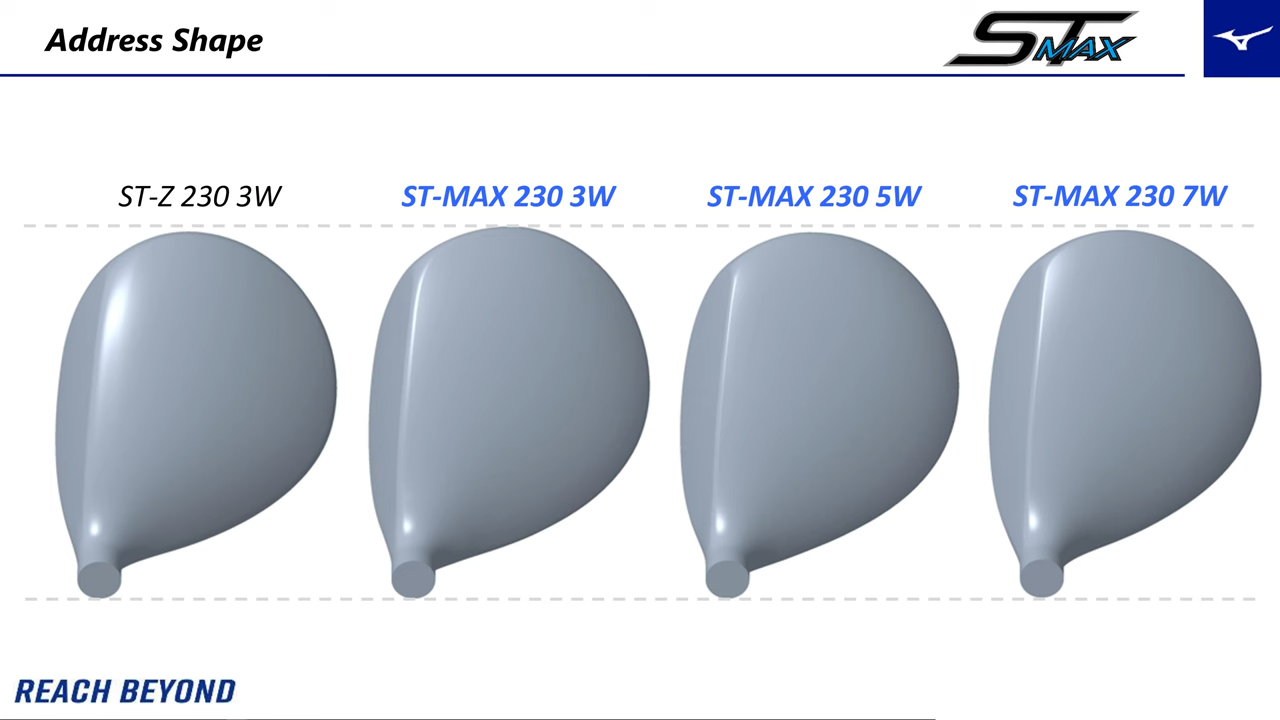 Address Shape
ST MAX
ST-Z 230 3W
ST-MAX 230 3W
ST-MAX 230 5W
ST-MAX 230 7W
REACH BEYOND